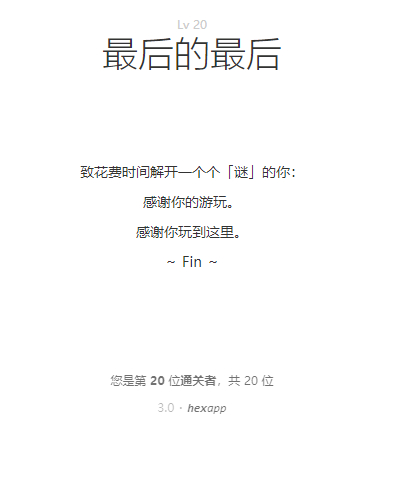 Lv 20
最后的最后
致花费时间解开一个个「谜」的你：
感谢你的游玩。
感谢你玩到这里。
~ Fin ~
您是第 20 位通关者，共 20 位
3.0 • hexapp